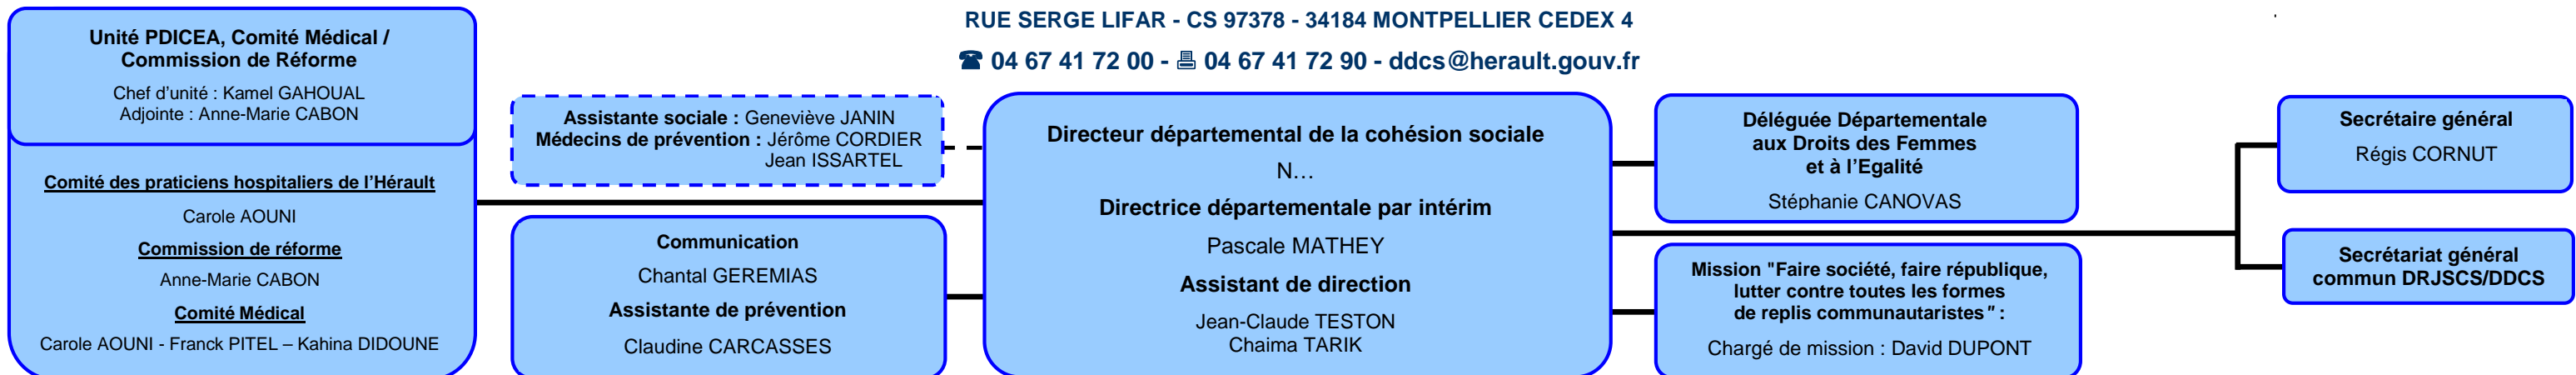 RUE SERGE LIFAR - CS 97378 - 34184 MONTPELLIER CEDEX 4
☎ 04 67 41 72 00 - 🖷 04 67 41 72 90 - ddcs@herault.gouv.fr
Unité PDICEA, Comité Médical /
Commission de Réforme
Chef d’unité : Kamel GAHOUAL
Adjointe : Anne-Marie CABON
Comité des praticiens hospitaliers de l’Hérault
Carole AOUNI
Commission de réforme
Anne-Marie CABON
Comité Médical
Carole AOUNI - Franck PITEL – Kahina DIDOUNE
Assistante sociale : Geneviève JANIN
Médecins de prévention : Jérôme CORDIER
Jean ISSARTEL
Communication
Chantal GEREMIAS
Assistante de prévention
Claudine CARCASSES
Directeur départemental de la cohésion sociale
N…
Directrice départementale par intérim
Pascale MATHEY
Assistant de direction
Jean-Claude TESTON
Chaima TARIK
Déléguée Départementale
aux Droits des Femmes
et à l’Egalité
Stéphanie CANOVAS
Mission "Faire société, faire république,
lutter contre toutes les formes
de replis communautaristes" :
Chargé de mission : David DUPONT
Secrétaire général
Régis CORNUT
Secrétariat général
commun DRJSCS/DDCS